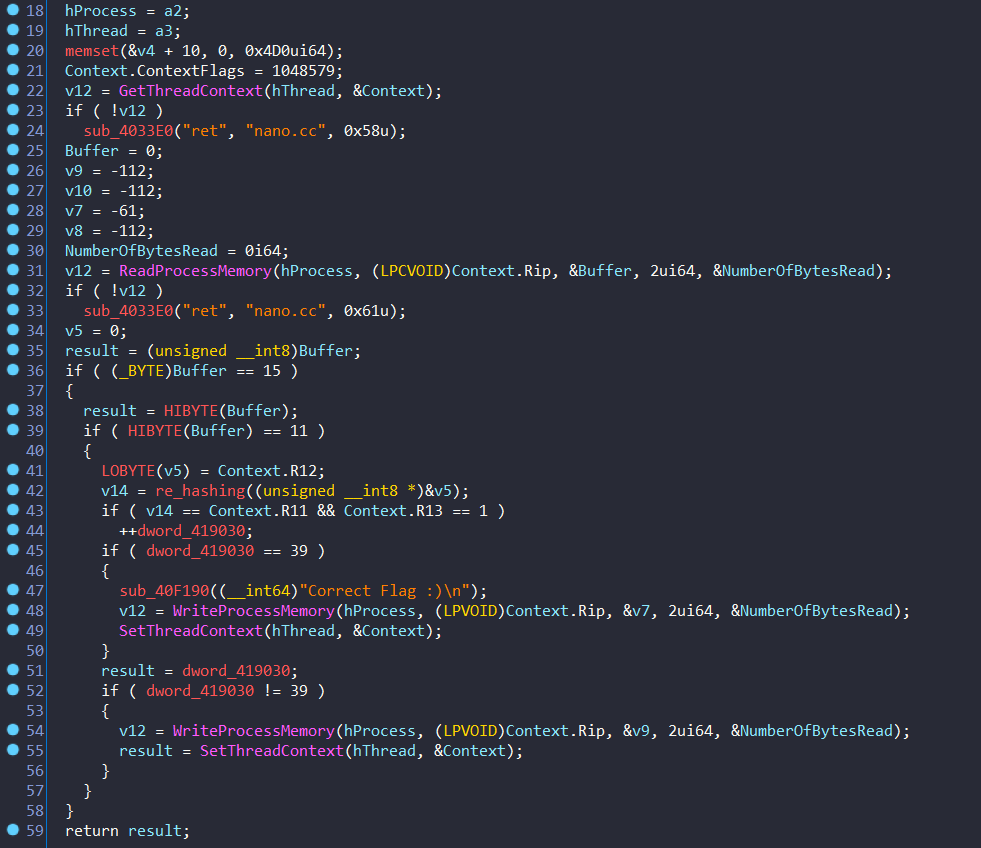 18 hProcess = a2;
19 hThread = a3;
20 memset(&v4 + 10, 0, 0x4D0ui64);
21 Context.ContextFlags = 1048579;
22 v12 = GetThreadContext(hThread, &Context);
23 if ( !v12 )
24 sub_4033E0("ret", "nano.cc", 0x58u);
25 Buffer = 0;
26 v9 = -112;
27 v10 = -112;
28 v7 = -61;
29 v8 = -112;
30 NumberOfBytesRead = 0i64;
31 v12 = ReadProcessMemory(hProcess, (LPCVOID)Context.Rip, &Buffer, 2ui64, &NumberOfBytesRead);
32 if ( !v12 )
33 sub_4033E0("ret", "nano.cc", 0x61u);
34 v5 = 0;
35 result = (unsigned __int8)Buffer;
36 if ( (_BYTE)Buffer == 15 )
37 {
38 result = HIBYTE(Buffer);
39 if ( HIBYTE(Buffer) == 11 )
40 {
41 LOBYTE(v5) = Context.R12;
42 v14 = re_hashing((unsigned __int8 *)&v5);
43 if ( v14 == Context.R11 && Context.R13 == 1 )
44 ++dword_419030;
45 if ( dword_419030 == 39 )
46 {
47 sub_40F190((__int64)"Correct Flag :)\n");
48 v12 = WriteProcessMemory(hProcess, (LPVOID)Context.Rip, &v7, 2ui64, &NumberOfBytesRead);
49 SetThreadContext(hThread, &Context);
50 }
51 result = dword_419030;
52 if ( dword_419030 != 39 )
53 {
54 v12 = WriteProcessMemory(hProcess, (LPVOID)Context.Rip, &v9, 2ui64, &NumberOfBytesRead);
55 result = SetThreadContext(hThread, &Context);
56 }
57 }
58 }
59 return result;